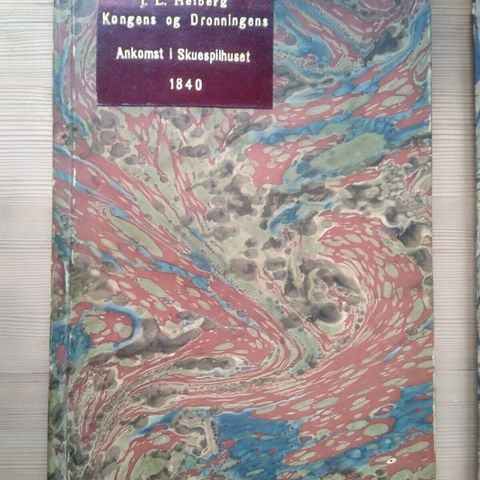 J. L. Heiberg
Kongens og Dronningens
Ankomst i Skuespilhuset
1840